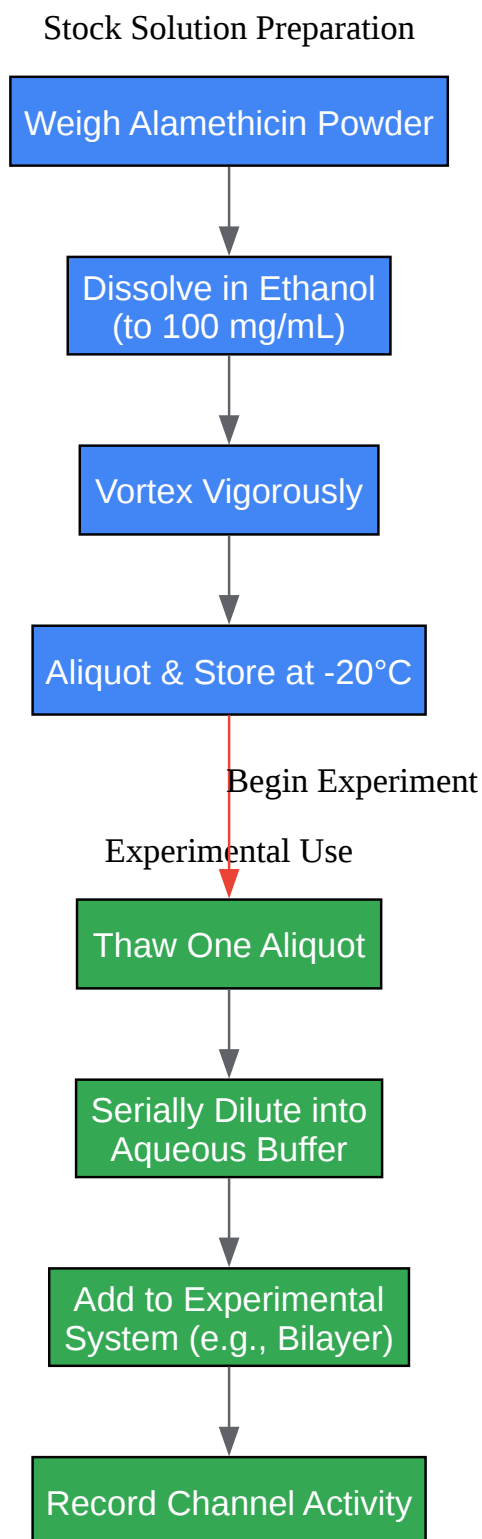 Stock Solution Preparation
Weigh Alamethicin Powder
Dissolve in Ethanol
(to 100 mg/mL)
Vortex Vigorously
Aliquot & Store at -20°C
Begin Experiment
Experimental Use
Thaw One Aliquot
Serially Dilute into
Aqueous Buffer
Add to Experimental
System (e.g., Bilayer)
Record Channel Activity